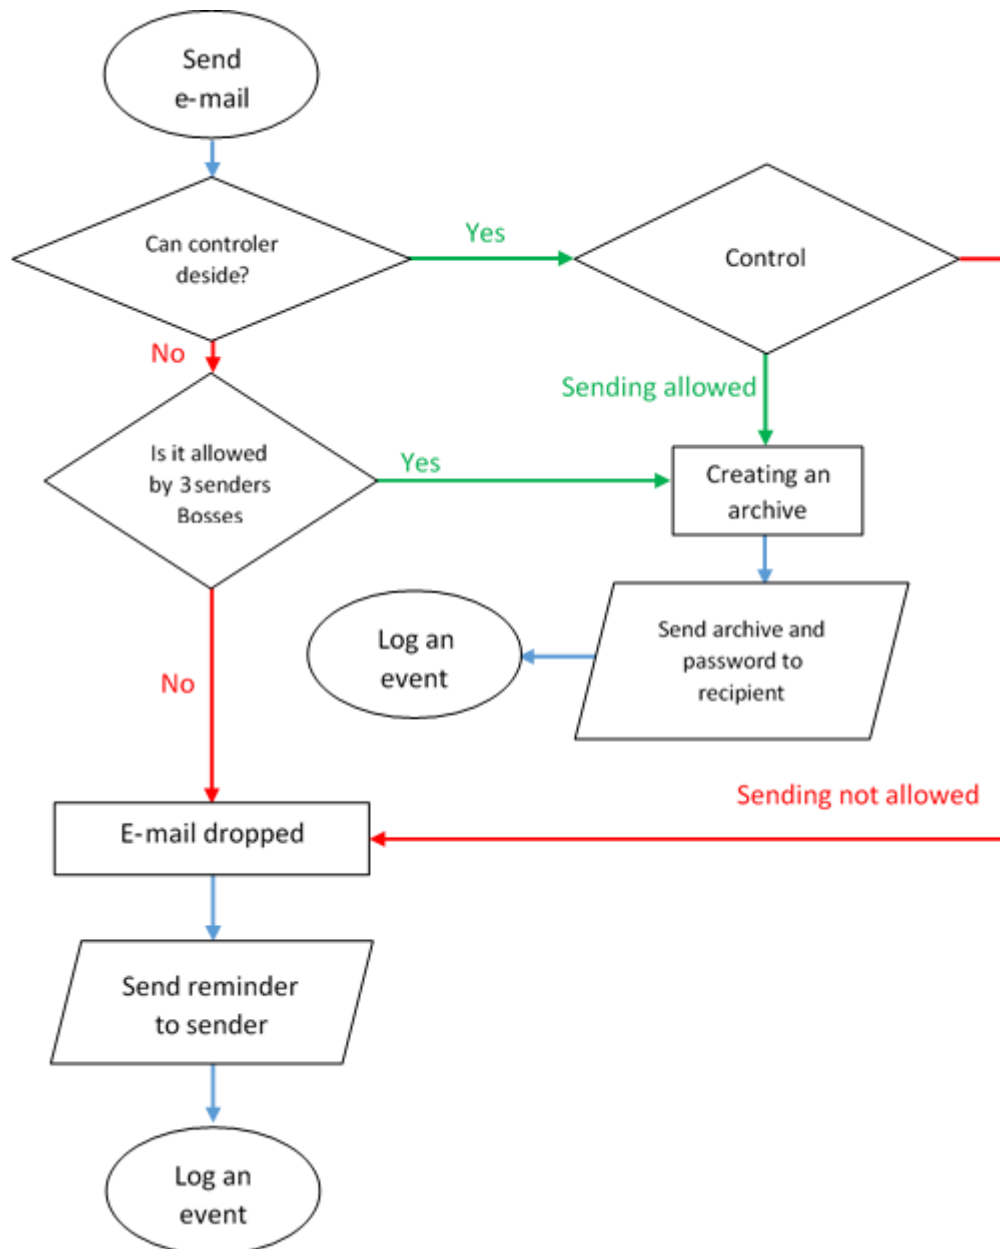 Send
e-mail
Can controler
deside?
Yes
Control
No
Sending allowed
Is it allowed
by 3 senders
Bosses
Yes
Creating an
archive
Send archive and
password to
recipient
Log an
event
No
Sending not allowed
E-mail dropped
Send reminder
to sender
Log an
event